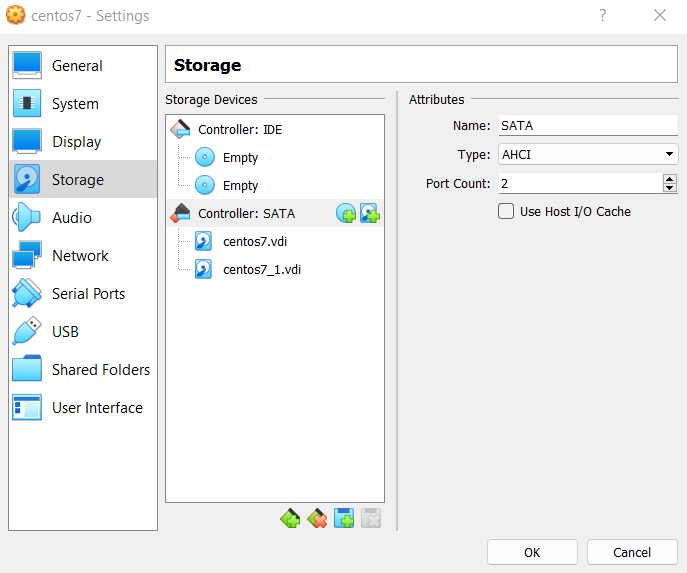 centos7 - Settings
?
General
System
Display
Storage
Audio
Network
Serial Ports
USB
Shared Folders
User Interface
Storage
Storage Devices
Controller: IDE
Empty
Empty
Controller: SATA
centos7.vdi
centos7_1.vdi
Attributes
Name: SATA
Type: AHCI
Port Count: 2
Use Host I/O Cache
OK
Cancel